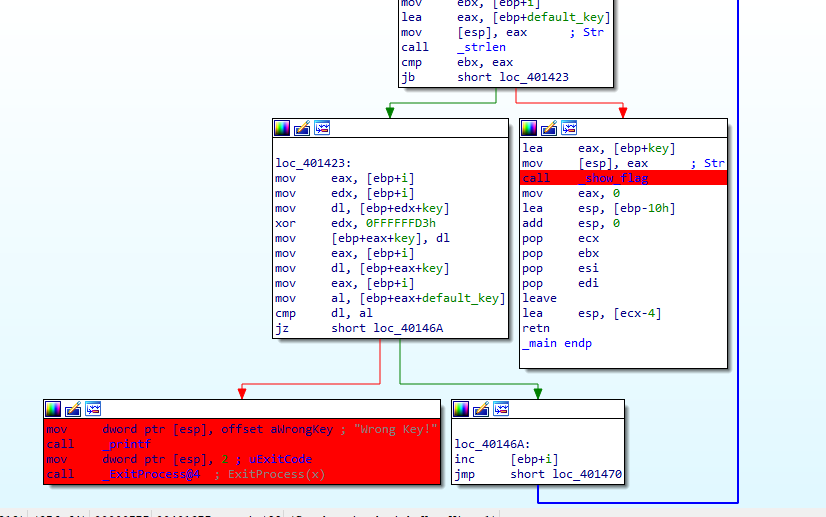 mov ebx, [ebp+i]
lea eax, [ebp+default_key]
mov [esp], eax ; Str
call _strlen
cmp ebx, eax
jb short loc_401423
loc_401423:
mov eax, [ebp+i]
mov edx, [ebp+i]
mov dl, [ebp+edx+key]
xor edx, 0FFFFFFD3h
mov [ebp+eax+key], dl
mov eax, [ebp+i]
mov dl, [ebp+eax+key]
mov eax, [ebp+i]
mov al, [ebp+eax+default_key]
cmp dl, al
jz short loc_40146A
lea eax, [ebp+key]
mov [esp], eax ; Str
call _show_flag
mov eax, 0
lea esp, [ebp-10h]
add esp, 0
pop ecx
pop ebx
pop esi
pop edi
leave
lea esp, [ecx-4]
retn
_main endp
mov dword ptr [esp], offset aWrongKey ; "Wrong Key!"
call _printf
mov dword ptr [esp], 2 ; uExitCode
call _ExitProcess@4 ; ExitProcess(x)
loc_40146A:
inc [ebp+i]
jmp short loc_401470